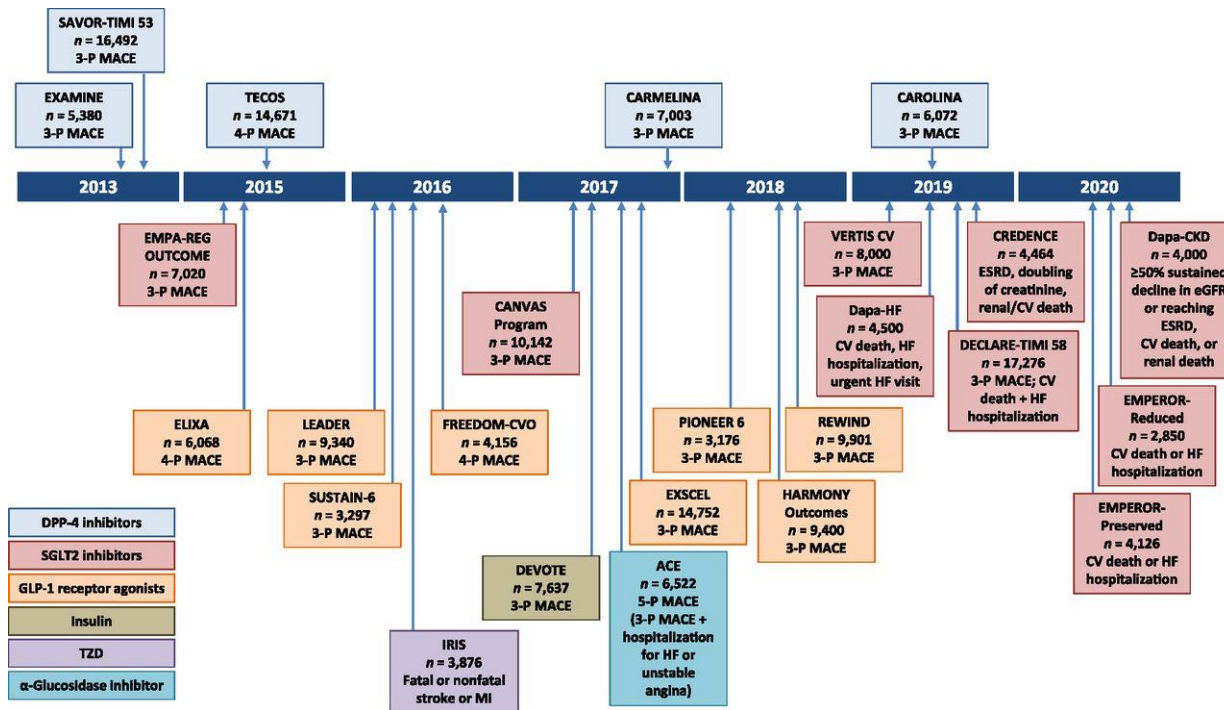 SAVOR-TIMI 53
n = 16,492
3-P MACE
EXAMINE
n = 5,380
3-P MACE
TECOS
n = 14,671
4-P MACE
CARMELINA
n = 7,003
3-P MACE
CAROLINA
n = 6,072
3-P MACE
2013
2015
2016
2017
2018
2019
2020
EMPA-REG
OUTCOME
n = 7,020
3-P MACE
CANVAS
Program
n = 10,142
3-P MACE
VERTIS CV
n = 8,000
3-P MACE
CREDENCE
n = 4,464
ESRD, doubling
of creatinine,
renal/CV death
Dapa-CKD
n = 4,000
≥50% sustained
decline in eGFR
or reaching
ESRD,
CV death, or
renal death
Dapa-HF
n = 4,500
CV death, HF
hospitalization,
urgent HF visit
DECLARE-TIMI 58
n = 17,276
3-P MACE; CV
death + HF
hospitalization
EMPEROR-
Reduced
n = 2,850
CV death or HF
hospitalization
EMPEROR-
Preserved
n = 4,126
CV death or HF
hospitalization
ELIXA
n = 6,068
4-P MACE
LEADER
n = 9,340
3-P MACE
FREEDOM-CVO
n = 4,156
4-P MACE
PIONEER 6
n = 3,176
3-P MACE
REWIND
n = 9,901
3-P MACE
SUSTAIN-6
n = 3,297
3-P MACE
EXSCEL
n = 14,752
3-P MACE
HARMONY
Outcomes
n = 9,400
3-P MACE
DEVOTE
n = 7,637
3-P MACE
ACE
n = 6,522
5-P MACE
(3-P MACE +
hospitalization
for HF or
unstable
angina)
IRIS
n = 3,876
Fatal or nonfatal
stroke or MI
DPP-4 inhibitors
SGLT2 inhibitors
GLP-1 receptor agonists
Insulin
TZD
α-Glucosidase inhibitor